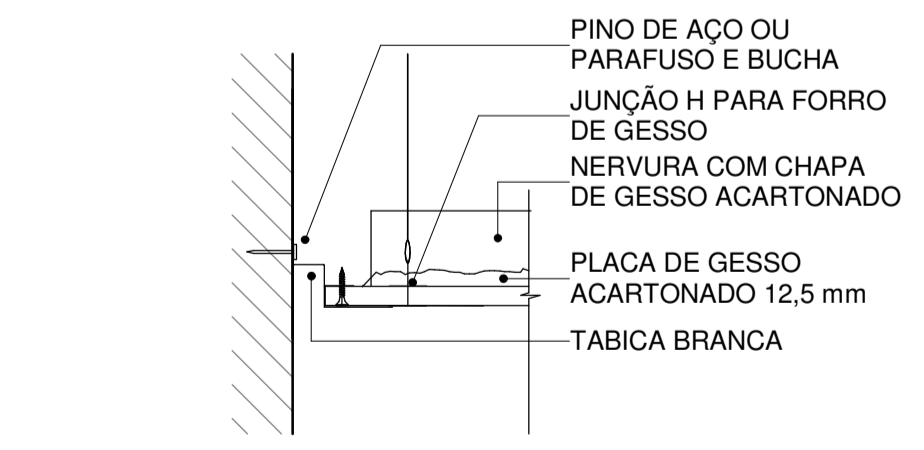 PINO DE AÇO OU
PARAFUSO E BUCHA
JUNÇÃO H PARA FORRO
DE GESSO
NERVURA COM CHAPA
DE GESSO ACARTONADO
PLACA DE GESSO
ACARTONADO 12,5 mm
TABICA BRANCA